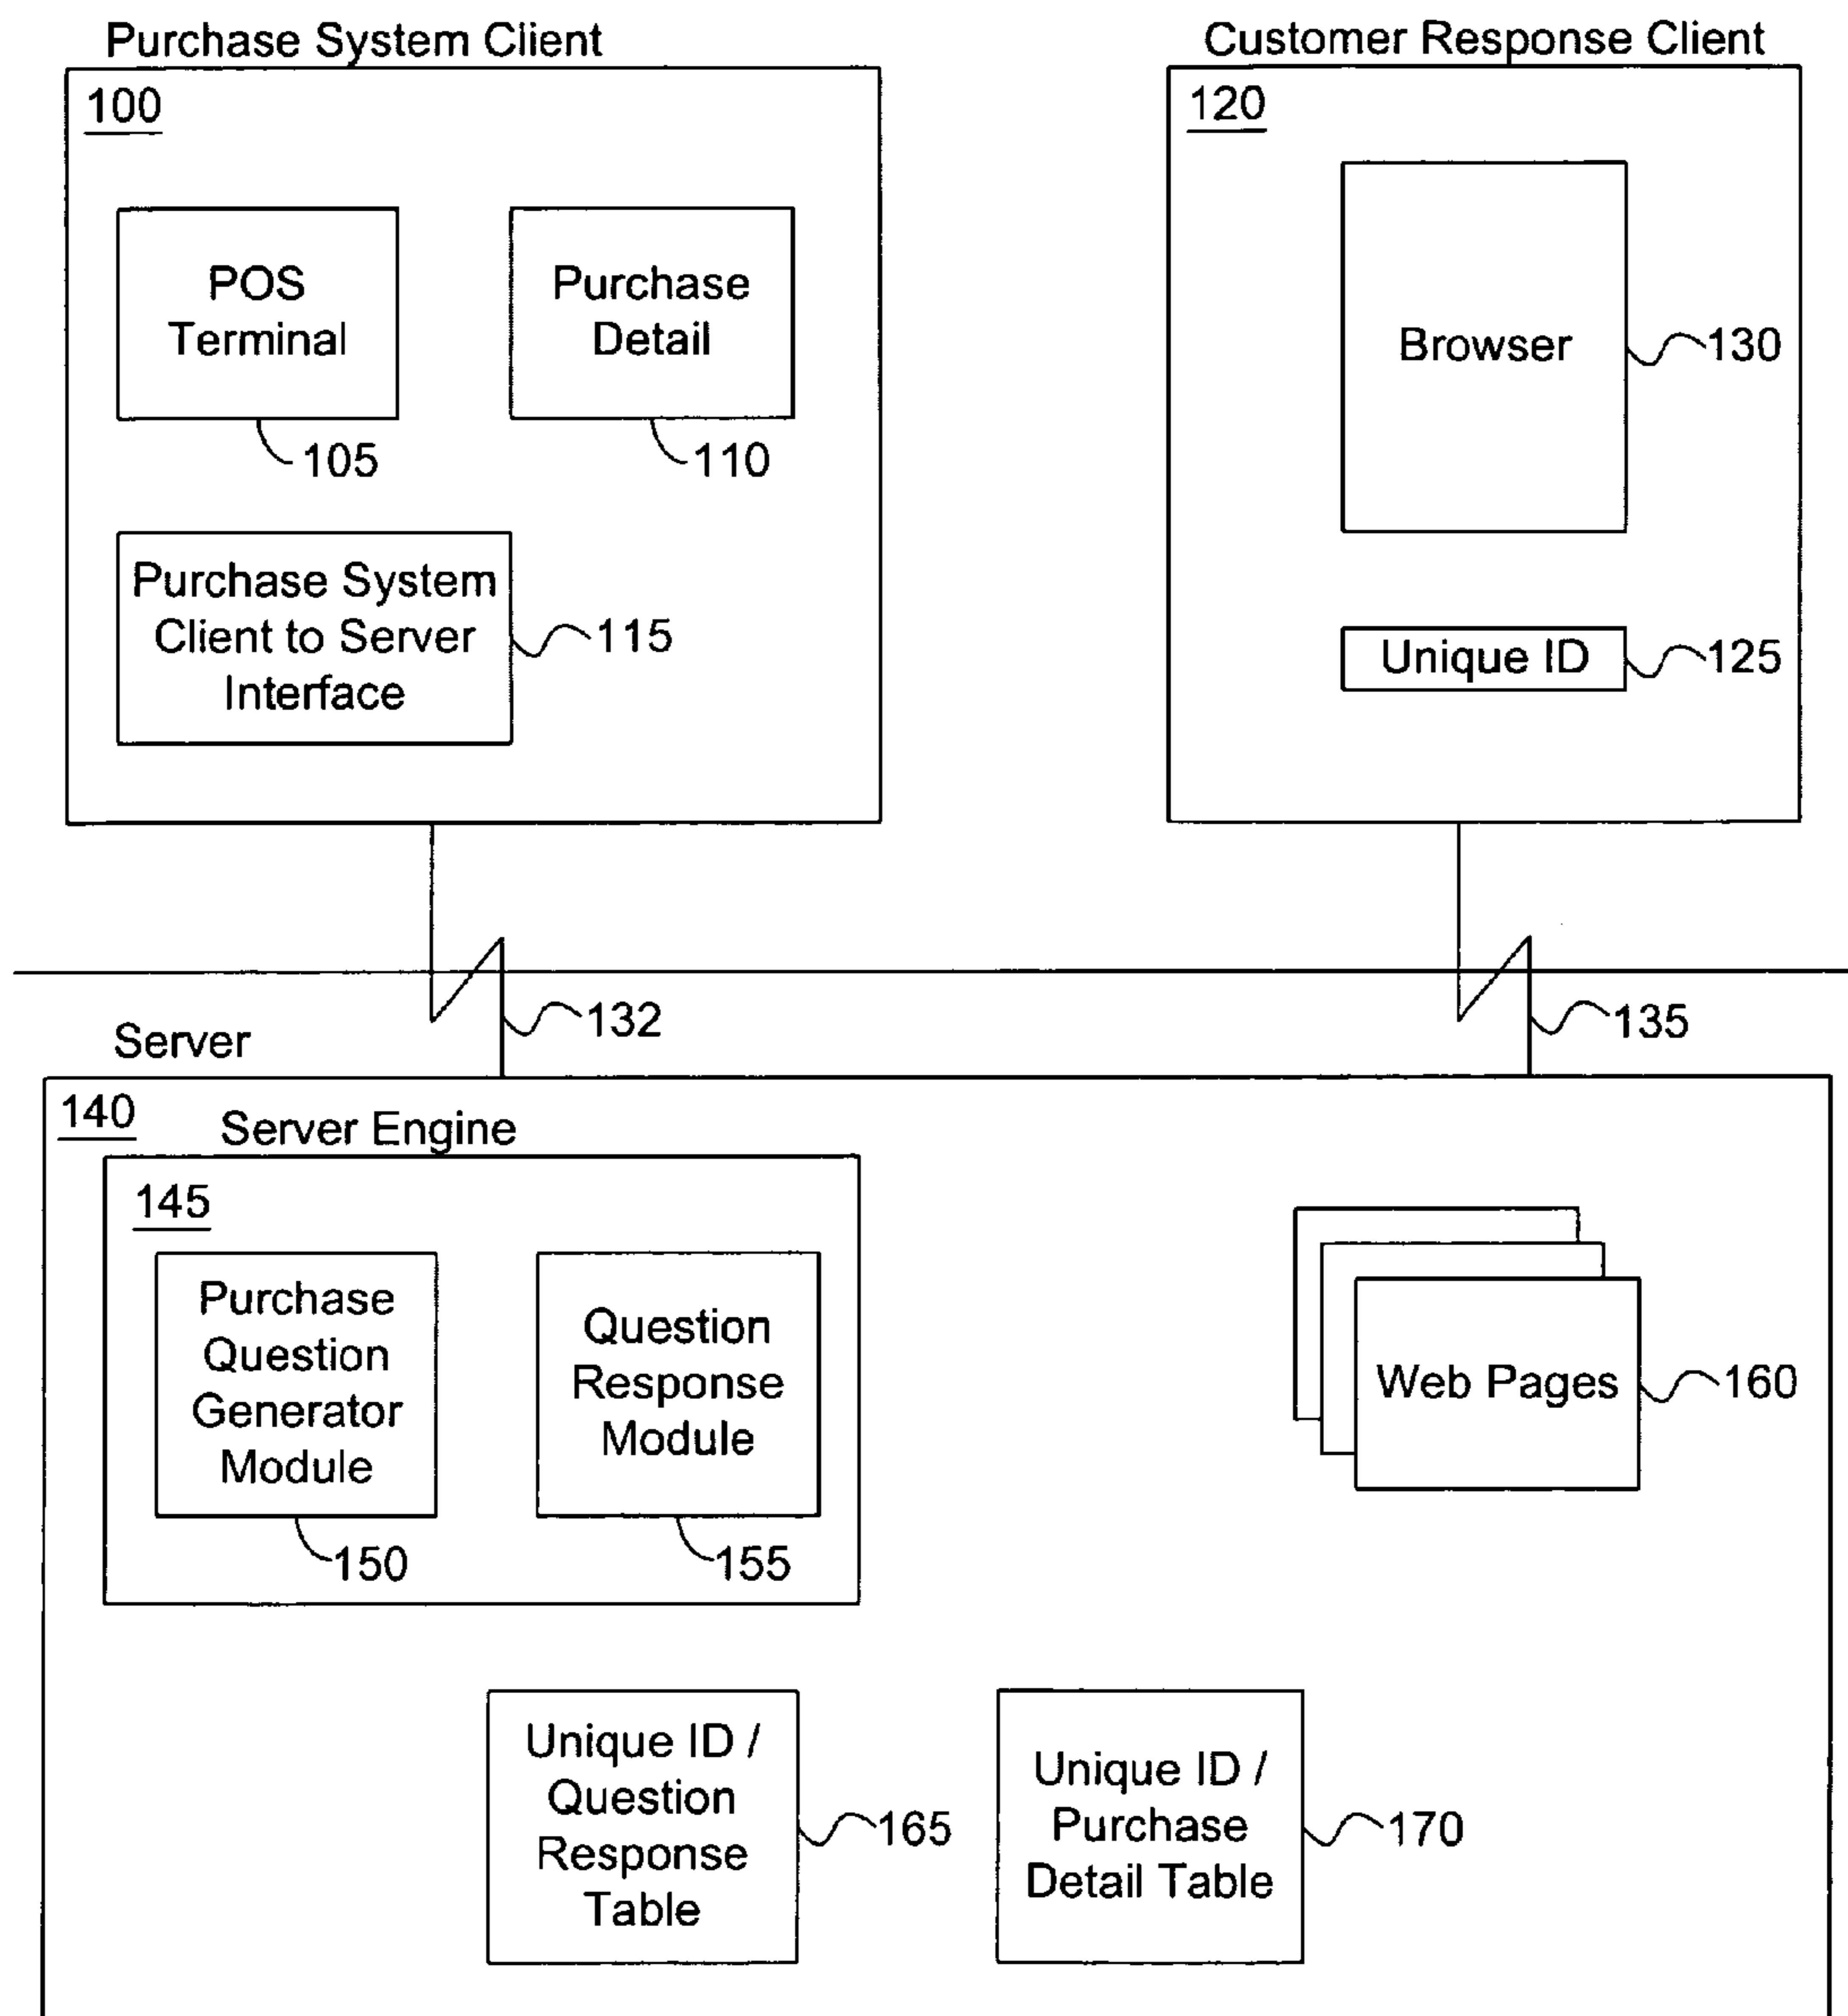 Purchase System Client
100
POS
Terminal
105
Purchase
Detail
110
Purchase System
Client to Server
Interface
115
Customer Response Client
120
Browser
130
Unique ID
125
132
135
Server
140
Server Engine
145
Purchase
Question
Generator
Module
150
Question
Response
Module
155
Web Pages
160
Unique ID /
Question
Response
Table
165
Unique ID /
Purchase
Detail Table
170